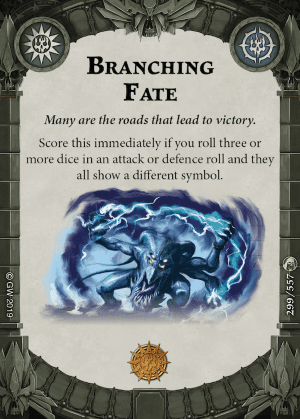 BRANCHING
FATE
Many are the roads that lead to victory.
Score this immediately if you roll three or
more dice in an attack or defence roll and they
all show a different symbol.
© GW 2019
299/557